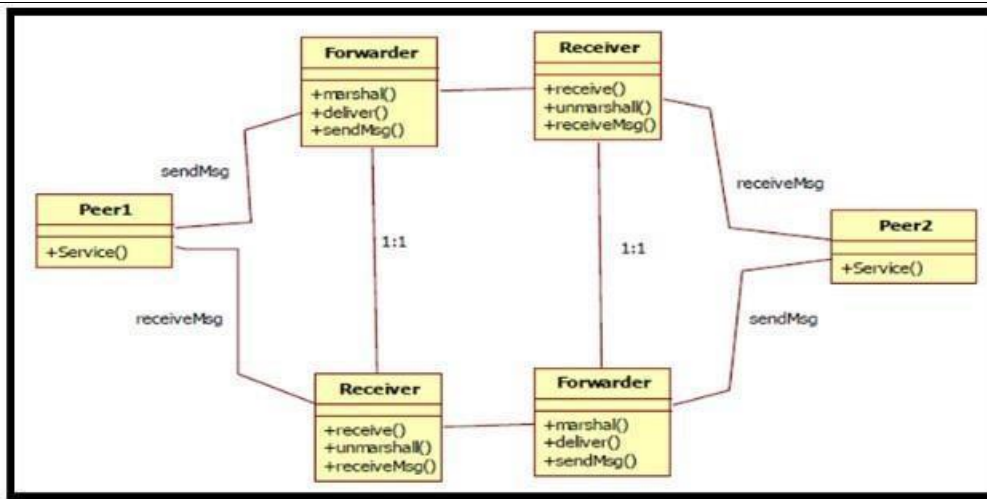 Forwarder
+marshal()
+deliver()
+sendMsg()
Receiver
+receive()
+unmarshall()
+receiveMsg()
sendMsg
receiveMsg
Peer1
+Service()
1:1
1:1
Peer2
+Service()
receiveMsg
sendMsg
Receiver
+receive()
+unmarshall()
+receiveMsg()
Forwarder
+marshal()
+deliver()
+sendMsg()